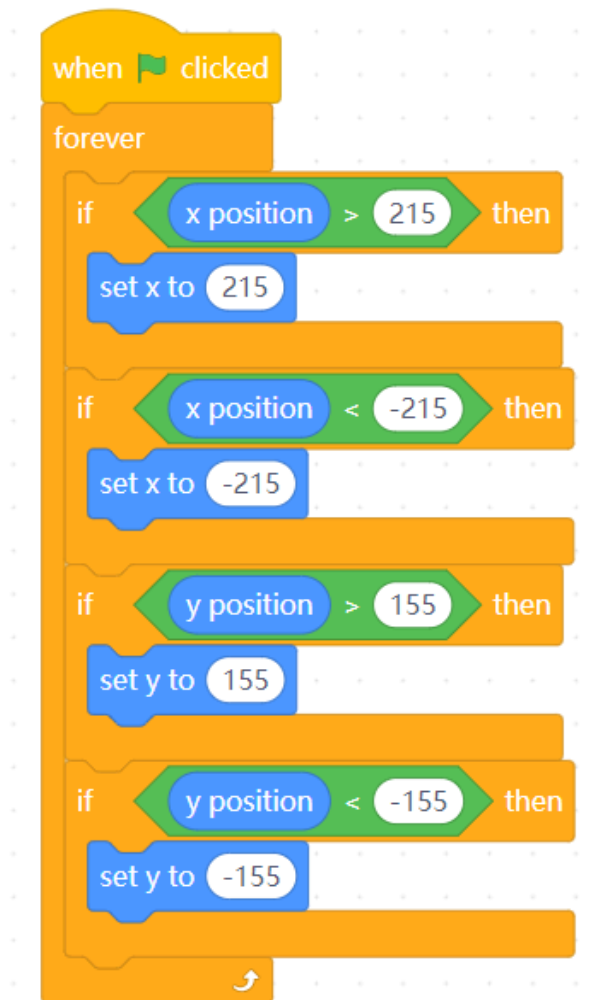 when clicked
forever
if x position > 215 then
set x to 215
if x position < -215 then
set x to -215
if y position > 155 then
set y to 155
if y position < -155 then
set y to -155